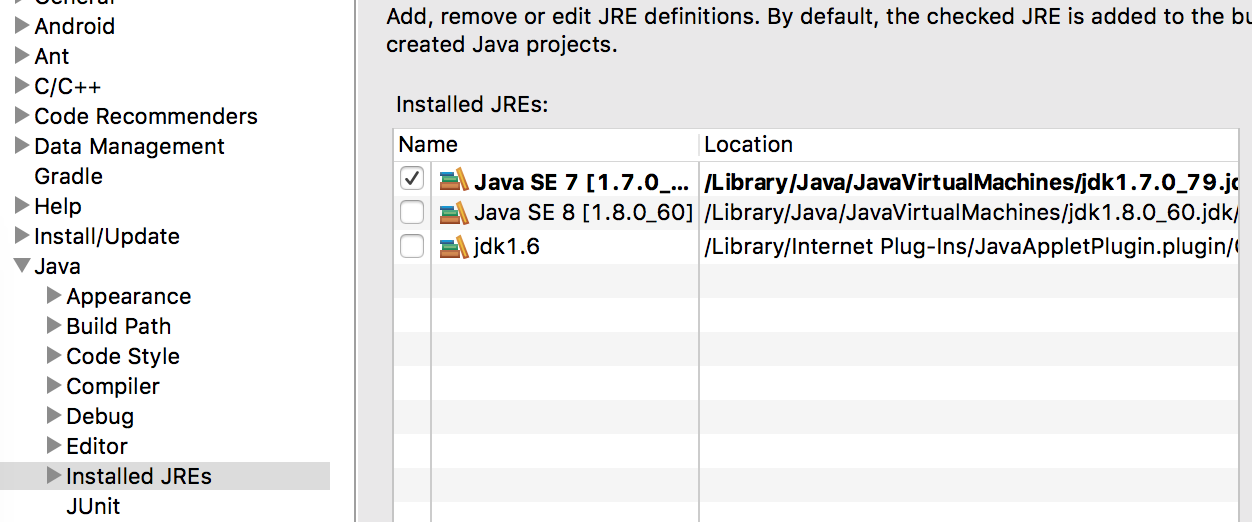 General
Android
Ant
C/C++
Code Recommenders
Data Management
Gradle
Help
Install/Update
Java
Appearance
Build Path
Code Style
Compiler
Debug
Editor
Installed JREs
JUnit
Add, remove or edit JRE definitions. By default, the checked JRE is added to the
created Java projects.
Installed JREs:
Name Location
Java SE 7 [1.7.0_... /Library/Java/JavaVirtualMachines/jdk1.7.0_79.jd
Java SE 8 [1.8.0_60] /Library/Java/JavaVirtualMachines/jdk1.8.0_60.jdk/
jdk1.6 /Library/Internet Plug-Ins/JavaAppletPlugin.plugin/